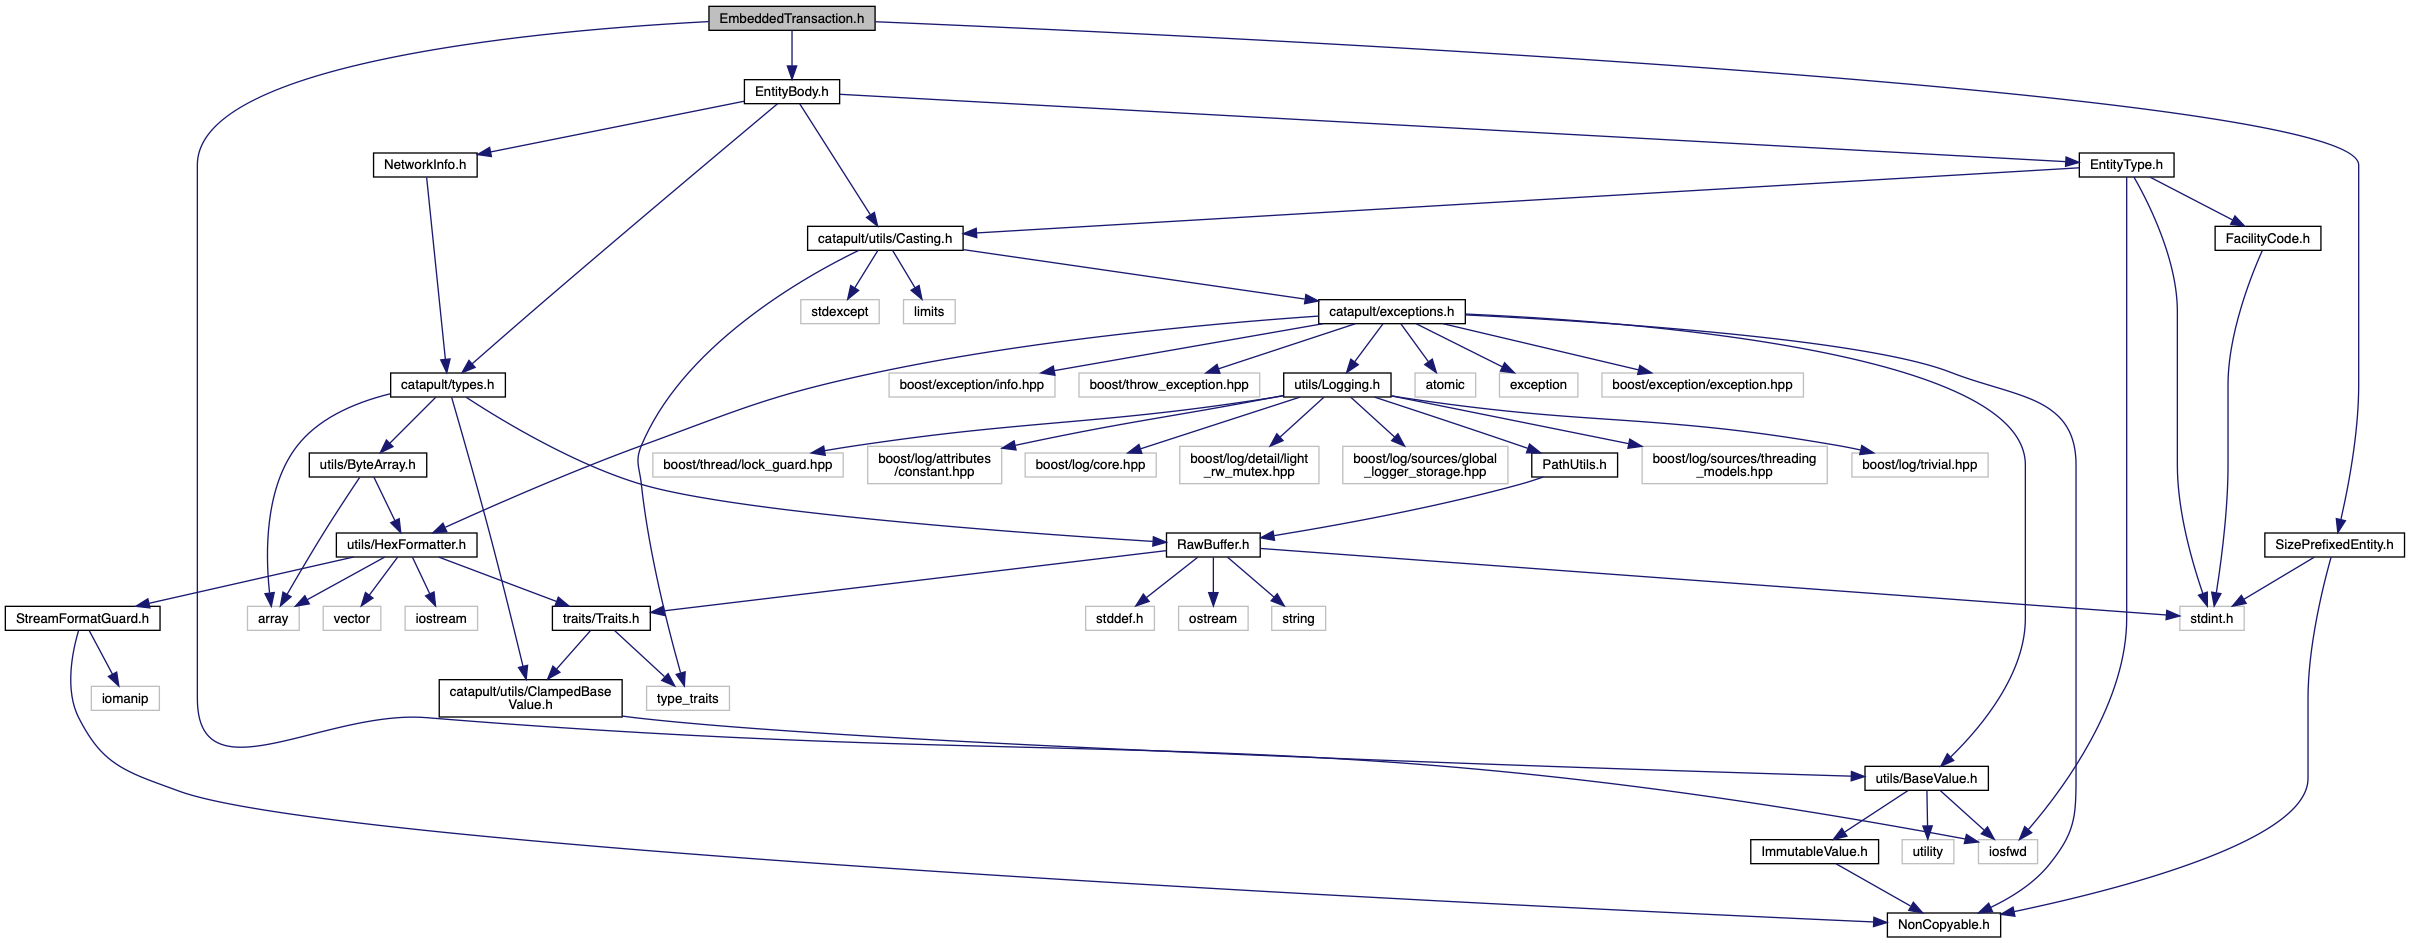 EmbeddedTransaction.h
EntityBody.h
NetworkInfo.h
EntityType.h
catapult/utils/Casting.h
FacilityCode.h
stdexcept
limits
catapult/exceptions.h
catapult/types.h
boost/exception/info.hpp
boost/throw_exception.hpp
utils/Logging.h
atomic
exception
boost/exception/exception.hpp
utils/ByteArray.h
boost/thread/lock_guard.hpp
boost/log/attributes
/constant.hpp
boost/log/core.hpp
boost/log/detail/light
_rw_mutex.hpp
boost/log/sources/global
_logger_storage.hpp
PathUtils.h
boost/log/sources/threading
_models.hpp
boost/log/trivial.hpp
utils/HexFormatter.h
RawBuffer.h
SizePrefixedEntity.h
StreamFormatGuard.h
array
vector
iostream
traits/Traits.h
stddef.h
ostream
string
stdint.h
iomanip
catapult/utils/ClampedBase
Value.h
type_traits
utils/BaseValue.h
ImmutableValue.h
utility
iosfwd
NonCopyable.h